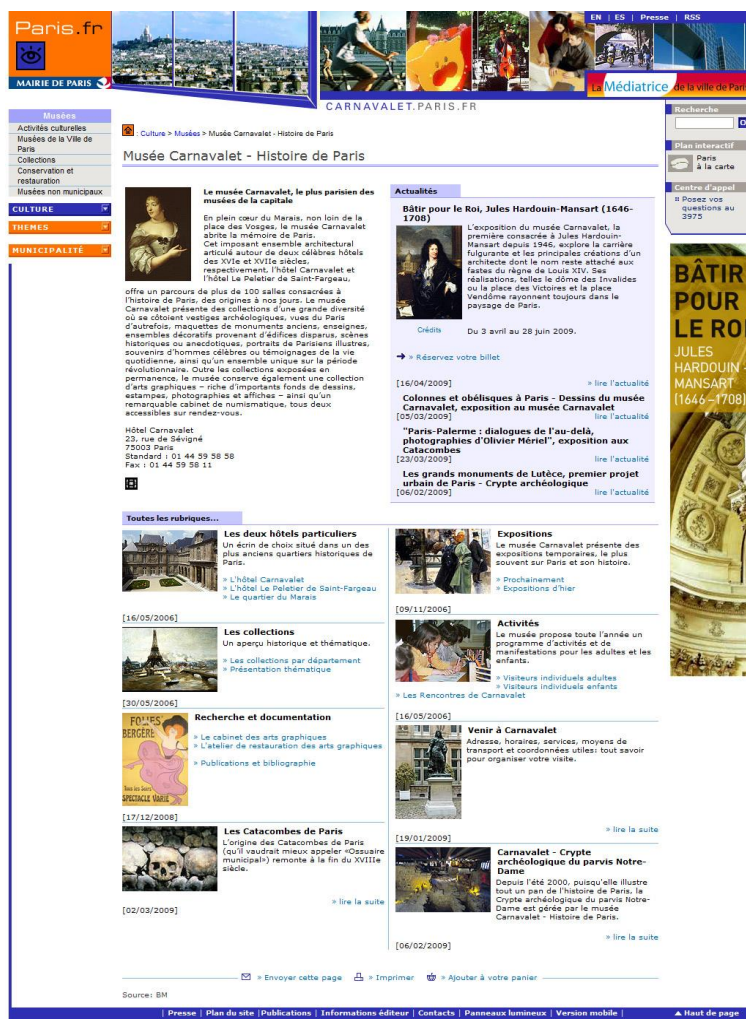 Paris.fr
MAIRIE DE PARIS
EN | ES | Presse | RSS
La Médiatrice de la ville de Pari
CARNAVALET.PARIS.FR
Musées
Activités culturelles
Musées de la Ville de
Paris
Collections
Conservation et
restauration
Musées non municipaux
CULTURE
THEMES
MUNICIPALITÉ
: Culture > Musées > Musée Carnavalet - Histoire de Paris
Musée Carnavalet - Histoire de Paris
Le musée Carnavalet, le plus parisien des
musées de la capitale
En plein cœur du Marais, non loin de la
place des Vosges, le musée Carnavalet
abrite la mémoire de Paris.
Cet imposant ensemble architectural
articulé autour de deux célèbres hôtels
des XVIe et XVIIe siècles,
respectivement, l'hôtel Carnavalet et
l'hôtel Le Peletier de Saint-Fargeau,
offre un parcours de plus de 100 salles consacrées à
l'histoire de Paris, des origines à nos jours. Le musée
Carnavalet présente des collections d'une grande diversité
où se côtoient vestiges archéologiques, vues du Paris
d'autrefois, maquettes de monuments anciens, enseignes,
ensembles décoratifs provenant d'édifices disparus, scènes
historiques ou anecdotiques, portraits de Parisiens illustres,
souvenirs d'hommes célèbres ou témoignages de la vie
quotidienne, ainsi qu'un ensemble unique sur la période
révolutionnaire. Outre les collections exposées en
permanence, le musée conserve également une collection
d'arts graphiques – riche d'importants fonds de dessins,
estampes, photographies et affiches – ainsi qu'un
remarquable cabinet de numismatique, tous deux
accessibles sur rendez-vous.
Hôtel Carnavalet
23, rue de Sévigné
75003 Paris
Standard : 01 44 59 58 58
Fax : 01 44 59 58 11
Actualités
Bâtir pour le Roi, Jules Hardouin-Mansart (1646-
1708)
L'exposition du musée Carnavalet, la
première consacrée à Jules Hardouin-
Mansart depuis 1946, explore la carrière
fulgurante et les principales créations d'un
architecte dont le nom reste attaché aux
fastes du règne de Louis XIV. Ses
réalisations, telles le dôme des Invalides
ou la place des Victoires et la place
Vendôme rayonnent toujours dans le
paysage de Paris.
Crédits
Du 3 avril au 28 juin 2009.
» Réservez votre billet
[16/04/2009] » lire l'actualité
Colonnes et obélisques à Paris - Dessins du musée
Carnavalet, exposition au musée Carnavalet
[05/03/2009] lire l'actualité
"Paris-Palerme : dialogues de l'au-delà,
photographies d'Olivier Mériel", exposition aux
Catacombes
[23/03/2009] lire l'actualité
Les grands monuments de Lutèce, premier projet
urbain de Paris - Crypte archéologique
[06/02/2009] lire l'actualité
Recherche
Plan interactif
Paris
à la carte
Centre d'appel
Posez vos
questions au
3975
BÂTIR
POUR
LE ROI
JULES
HARDOUIN -
MANSART
(1646-1708)
Toutes les rubriques...
Les deux hôtels particuliers
Un écrin de choix situé dans un des
plus anciens quartiers historiques de
Paris.
» L'hôtel Carnavalet
» L'hôtel Le Peletier de Saint-Fargeau
» Le quartier du Marais
[16/05/2006]
Les collections
Un aperçu historique et thématique.
» Les collections par département
» Présentation thématique
[30/05/2006]
FOLIES
BERGÈRE
Tous les Soirs
SPECTACLE VARIÉ
Recherche et documentation
» Le cabinet des arts graphiques
» L'atelier de restauration des arts graphiques
» Publications et bibliographie
[17/12/2008]
Les Catacombes de Paris
L'origine des Catacombes de Paris
(qu'il vaudrait mieux appeler «Ossuaire
municipal») remonte à la fin du XVIIIe
siècle.
» lire la suite
[02/03/2009]
Expositions
Le musée Carnavalet présente des
expositions temporaires, le plus
souvent sur Paris et son histoire.
» Prochainement
» Expositions d'hier
[09/11/2006]
Activités
Le musée propose toute l'année un
programme d'activités et de
manifestations pour les adultes et les
enfants.
» Visiteurs individuels adultes
» Visiteurs individuels enfants
» Les Rencontres de Carnavalet
[16/05/2006]
Venir à Carnavalet
Adresse, horaires, services, moyens de
transport et coordonnées utiles: tout savoir
pour organiser votre visite.
» lire la suite
[19/01/2009]
Carnavalet - Crypte
archéologique du parvis Notre-
Dame
Depuis l'été 2000, puisqu'elle illustre
tout un pan de l'histoire de Paris, la
Crypte archéologique du parvis Notre-
Dame est gérée par le musée
Carnavalet - Histoire de Paris.
» lire la suite
[06/02/2009]
» Envoyer cette page » Imprimer » Ajouter à votre panier
Source: BM
| Presse | Plan du site |Publications | Informations éditeur | Contacts | Panneaux lumineux | Version mobile | Haut de page